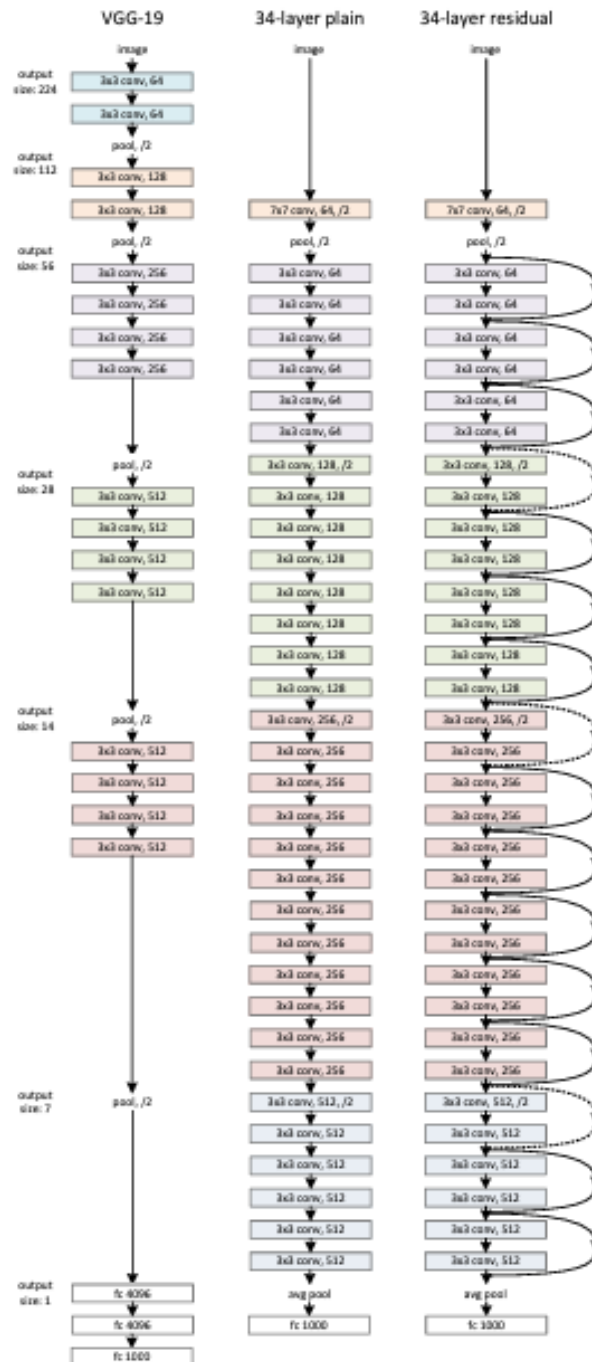 VGG-19
image
output
size: 224
3x3 conv, 64
3x3 conv, 64
pool, /2
output
size: 112
3x3 conv, 128
3x3 conv, 128
pool, /2
output
size: 56
3x3 conv, 256
3x3 conv, 256
3x3 conv, 256
3x3 conv, 256
pool, /2
output
size: 28
3x3 conv, 512
3x3 conv, 512
3x3 conv, 512
3x3 conv, 512
pool, /2
output
size: 14
3x3 conv, 512
3x3 conv, 512
3x3 conv, 512
3x3 conv, 512
output
size: 7
pool, /2
output
size: 1
fc 4096
fc 4096
fc 1000
34-layer plain
image
7x7 conv, 64, /2
pool, /2
3x3 conv, 64
3x3 conv, 64
3x3 conv, 64
3x3 conv, 64
3x3 conv, 64
3x3 conv, 64
3x3 conv, 128, /2
3x3 conv, 128
3x3 conv, 128
3x3 conv, 128
3x3 conv, 128
3x3 conv, 128
3x3 conv, 128
3x3 conv, 128
3x3 conv, 256, /2
3x3 conv, 256
3x3 conv, 256
3x3 conv, 256
3x3 conv, 256
3x3 conv, 256
3x3 conv, 256
3x3 conv, 256
3x3 conv, 256
3x3 conv, 256
3x3 conv, 256
3x3 conv, 256
3x3 conv, 512, /2
3x3 conv, 512
3x3 conv, 512
3x3 conv, 512
3x3 conv, 512
3x3 conv, 512
avg pool
fc 1000
34-layer residual
image
7x7 conv, 64, /2
pool, /2
3x3 conv, 64
3x3 conv, 64
3x3 conv, 64
3x3 conv, 64
3x3 conv, 64
3x3 conv, 64
3x3 conv, 128, /2
3x3 conv, 128
3x3 conv, 128
3x3 conv, 128
3x3 conv, 128
3x3 conv, 128
3x3 conv, 128
3x3 conv, 128
3x3 conv, 256, /2
3x3 conv, 256
3x3 conv, 256
3x3 conv, 256
3x3 conv, 256
3x3 conv, 256
3x3 conv, 256
3x3 conv, 256
3x3 conv, 256
3x3 conv, 256
3x3 conv, 256
3x3 conv, 256
3x3 conv, 512, /2
3x3 conv, 512
3x3 conv, 512
3x3 conv, 512
3x3 conv, 512
3x3 conv, 512
avg pool
fc 1000